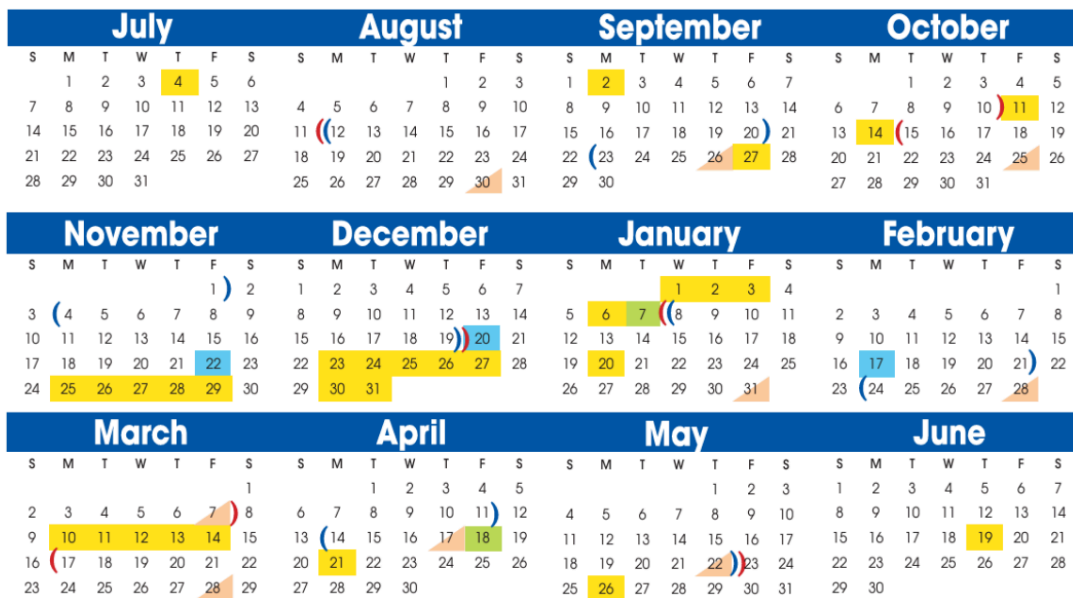 July
S M T W T F S
1 2 3 4 5 6
7 8 9 10 11 12 13
14 15 16 17 18 19 20
21 22 23 24 25 26 27
28 29 30 31
August
S M T W T F S
1 2 3
4 5 6 7 8 9 10
11 12 13 14 15 16 17
18 19 20 21 22 23 24
25 26 27 28 29 30 31
September
S M T W T F S
1 2 3 4 5 6 7
8 9 10 11 12 13 14
15 16 17 18 19 20 21
22 23 24 25 26 27 28
29 30
October
S M T W T F S
1 2 3 4 5
6 7 8 9 10 11 12
13 14 15 16 17 18 19
20 21 22 23 24 25 26
27 28 29 30 31
November
S M T W T F S
1 2
3 4 5 6 7 8 9
10 11 12 13 14 15 16
17 18 19 20 21 22 23
24 25 26 27 28 29 30
December
S M T W T F S
1 2 3 4 5 6 7
8 9 10 11 12 13 14
15 16 17 18 19 20 21
22 23 24 25 26 27 28
29 30 31
January
S M T W T F S
1 2 3 4
5 6 7 8 9 10 11
12 13 14 15 16 17 18
19 20 21 22 23 24 25
26 27 28 29 30 31
February
S M T W T F S
1
2 3 4 5 6 7 8
9 10 11 12 13 14 15
16 17 18 19 20 21 22
23 24 25 26 27 28
March
S M T W T F S
1
2 3 4 5 6 7 8
9 10 11 12 13 14 15
16 17 18 19 20 21 22
23 24 25 26 27 28 29
April
S M T W T F S
1 2 3 4 5
6 7 8 9 10 11 12
13 14 15 16 17 18 19
20 21 22 23 24 25 26
27 28 29 30
May
S M T W T F S
1 2 3
4 5 6 7 8 9 10
11 12 13 14 15 16 17
18 19 20 21 22 23 24
25 26 27 28 29 30 31
June
S M T W T F S
1 2 3 4 5 6 7
8 9 10 11 12 13 14
15 16 17 18 19 20 21
22 23 24 25 26 27 28
29 30